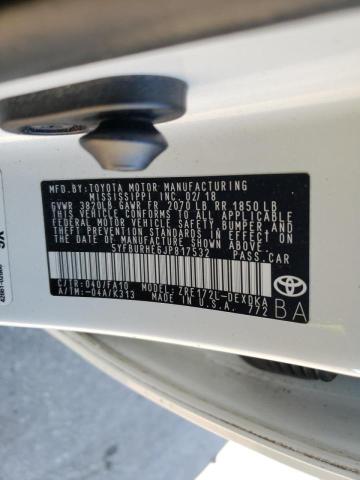 MFD.BY:TOYOTA MOTOR MANUFACTURING
MISSISSIPPI INC. 02/18
GVWR 3820LB GAWR FR 2070 LB RR 1850 LB
THIS VEHICLE CONFORMS TO ALL APPLICABLE
FEDERAL MOTOR VEHICLE SAFETY, BUMPER, AND
THEFT PREVENTION STANDARDS IN EFFECT ON
THE DATE OF MANUFACTURE SHOWN ABOVE.
5YFBURHE6JP817532 PASS.CAR
C/TR:040/FA10 MODEL:ZRE172L-DEXDKA
A/TM:-04A/K313 MADE IN U.S.A. 772
BA
TOYOTA